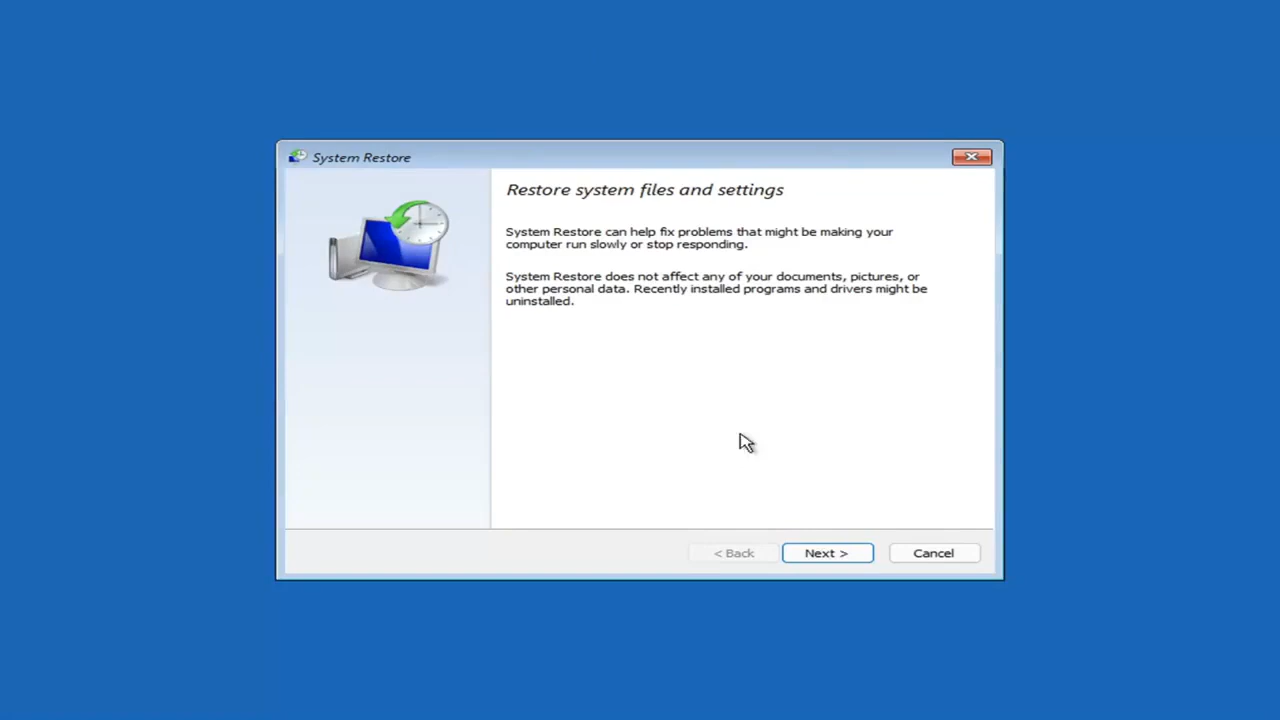 System Restore
Restore system files and settings
System Restore can help fix problems that might be making your
computer run slowly or stop responding.
System Restore does not affect any of your documents, pictures, or
other personal data. Recently installed programs and drivers might be
uninstalled.
< Back Next > Cancel